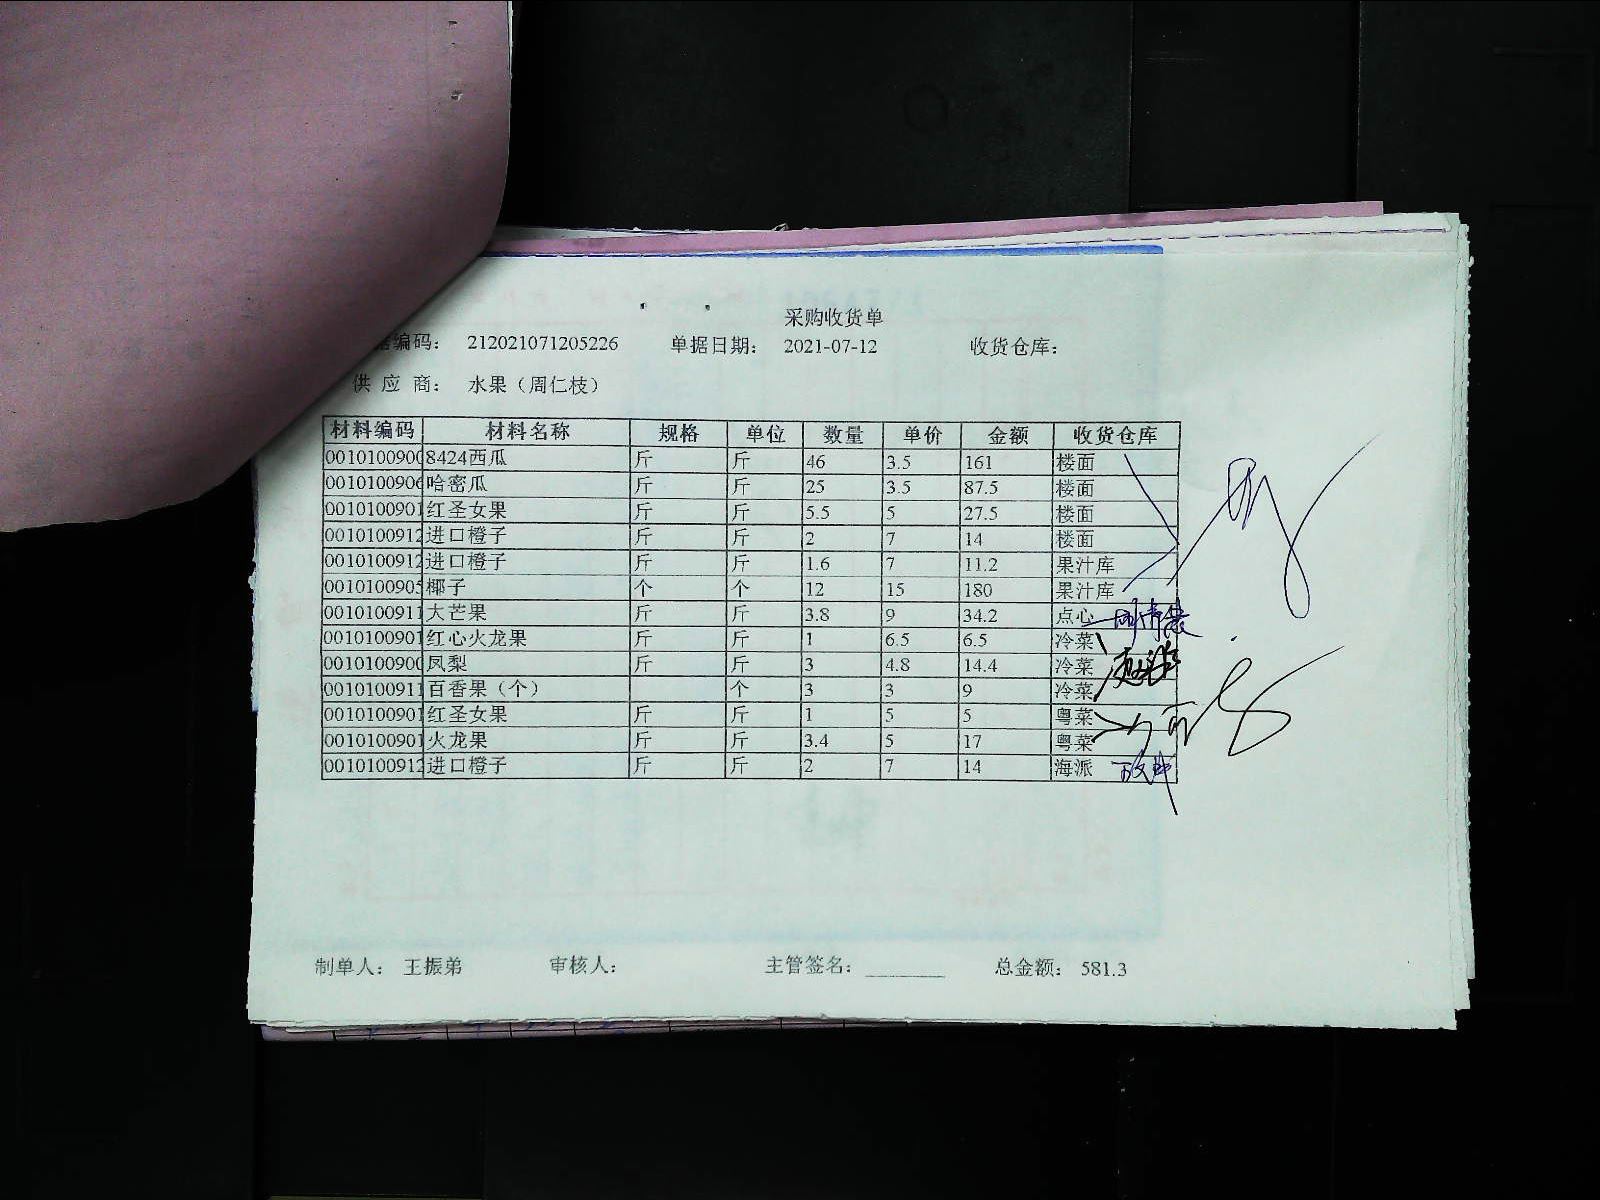 采购收货单
编码： 212021071205226 单据日期： 2021-07-12 收货仓库：
供 应 商： 水果（周仁枝）
材料编码 材料名称 规格 单位 数量 单价 金额 收货仓库
0010100900 8424西瓜 斤 斤 46 3.5 161 楼面
0010100906 哈密瓜 斤 斤 25 3.5 87.5 楼面
0010100901 红圣女果 斤 斤 5.5 5 27.5 楼面
0010100912 进口橙子 斤 斤 2 7 14 楼面
0010100912 进口橙子 斤 斤 1.6 7 11.2 果汁库
0010100905 椰子 个 个 12 15 180 果汁库
0010100911 大芒果 斤 斤 3.8 9 34.2 点心
0010100901 红心火龙果 斤 斤 1 6.5 6.5 冷菜
0010100900 凤梨 斤 斤 3 4.8 14.4 冷菜
0010100911 百香果（个） 个 3 3 9 冷菜
0010100901 红圣女果 斤 斤 1 5 5 粤菜
0010100901 火龙果 斤 斤 3.4 5 17 粤菜
0010100912 进口橙子 斤 斤 2 7 14 海派
制单人： 王振弟 审核人： 主管签名： 总金额： 581.3